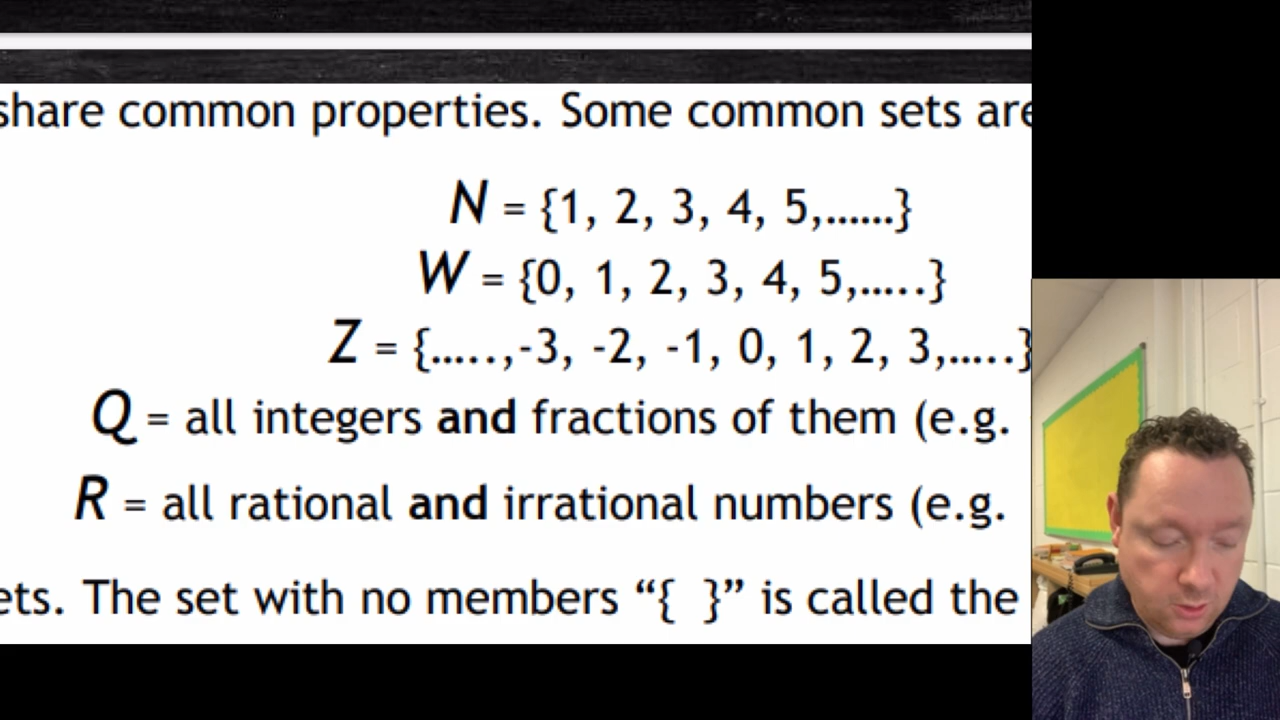 share common properties. Some common sets are
N = {1, 2, 3, 4, 5,......}
W = {0, 1, 2, 3, 4, 5,.....}
Z = {.....,-3, -2, -1, 0, 1, 2, 3,.....}
Q = all integers and fractions of them (e.g.
R = all rational and irrational numbers (e.g.
ets. The set with no members “{ }” is called the